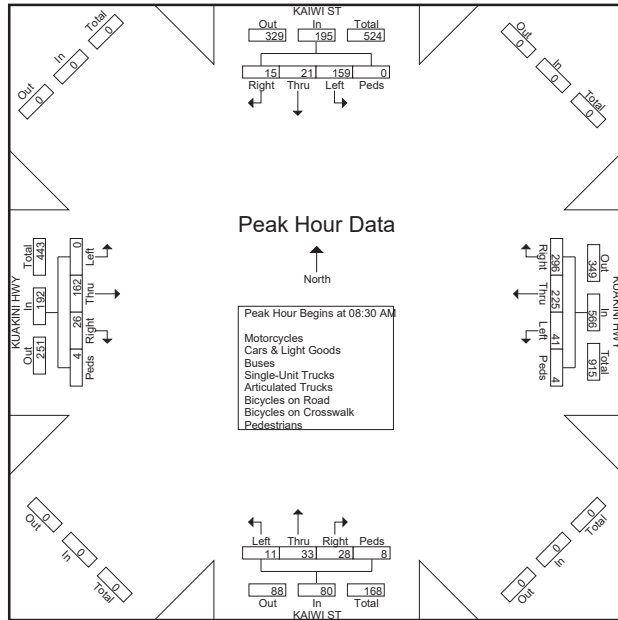 KAIWI ST
Out In Total
329 195 524
15 21 159 0
Right Thru Left Peds
Out In Total
0 0 0
Out In Total
0 0 0
KUAKINI HWY
Total In Out
443 192 251
0 162 26 4
Left Thru Right Peds
Peak Hour Data
North
Peak Hour Begins at 08:30 AM
Motorcycles
Cars & Light Goods
Buses
Single-Unit Trucks
Articulated Trucks
Bicycles on Road
Bicycles on Crosswalk
Pedestrians
Right Thru Left Peds
296 225 41 4
Out In Total
349 566 915
KUAKINI HWY
Out In Total
0 0 0
Out In Total
0 0 0
Left Thru Right Peds
11 33 28 8
88 80 168
Out In Total
KAIWI ST